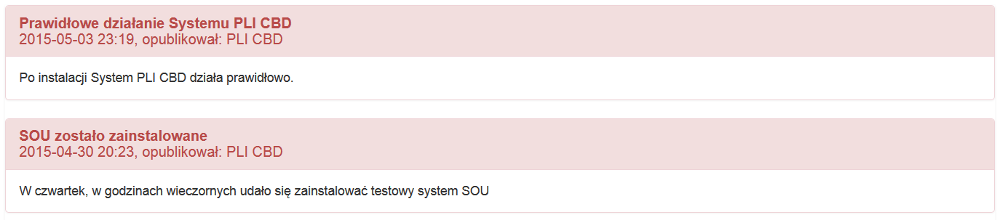 Prawidłowe działanie Systemu PLI CBD
2015-05-03 23:19, opublikował: PLI CBD
Po instalacji System PLI CBD działa prawidłowo.
SOU zostało zainstalowane
2015-04-30 20:23, opublikował: PLI CBD
W czwartek, w godzinach wieczornych udało się zainstalować testowy system SOU